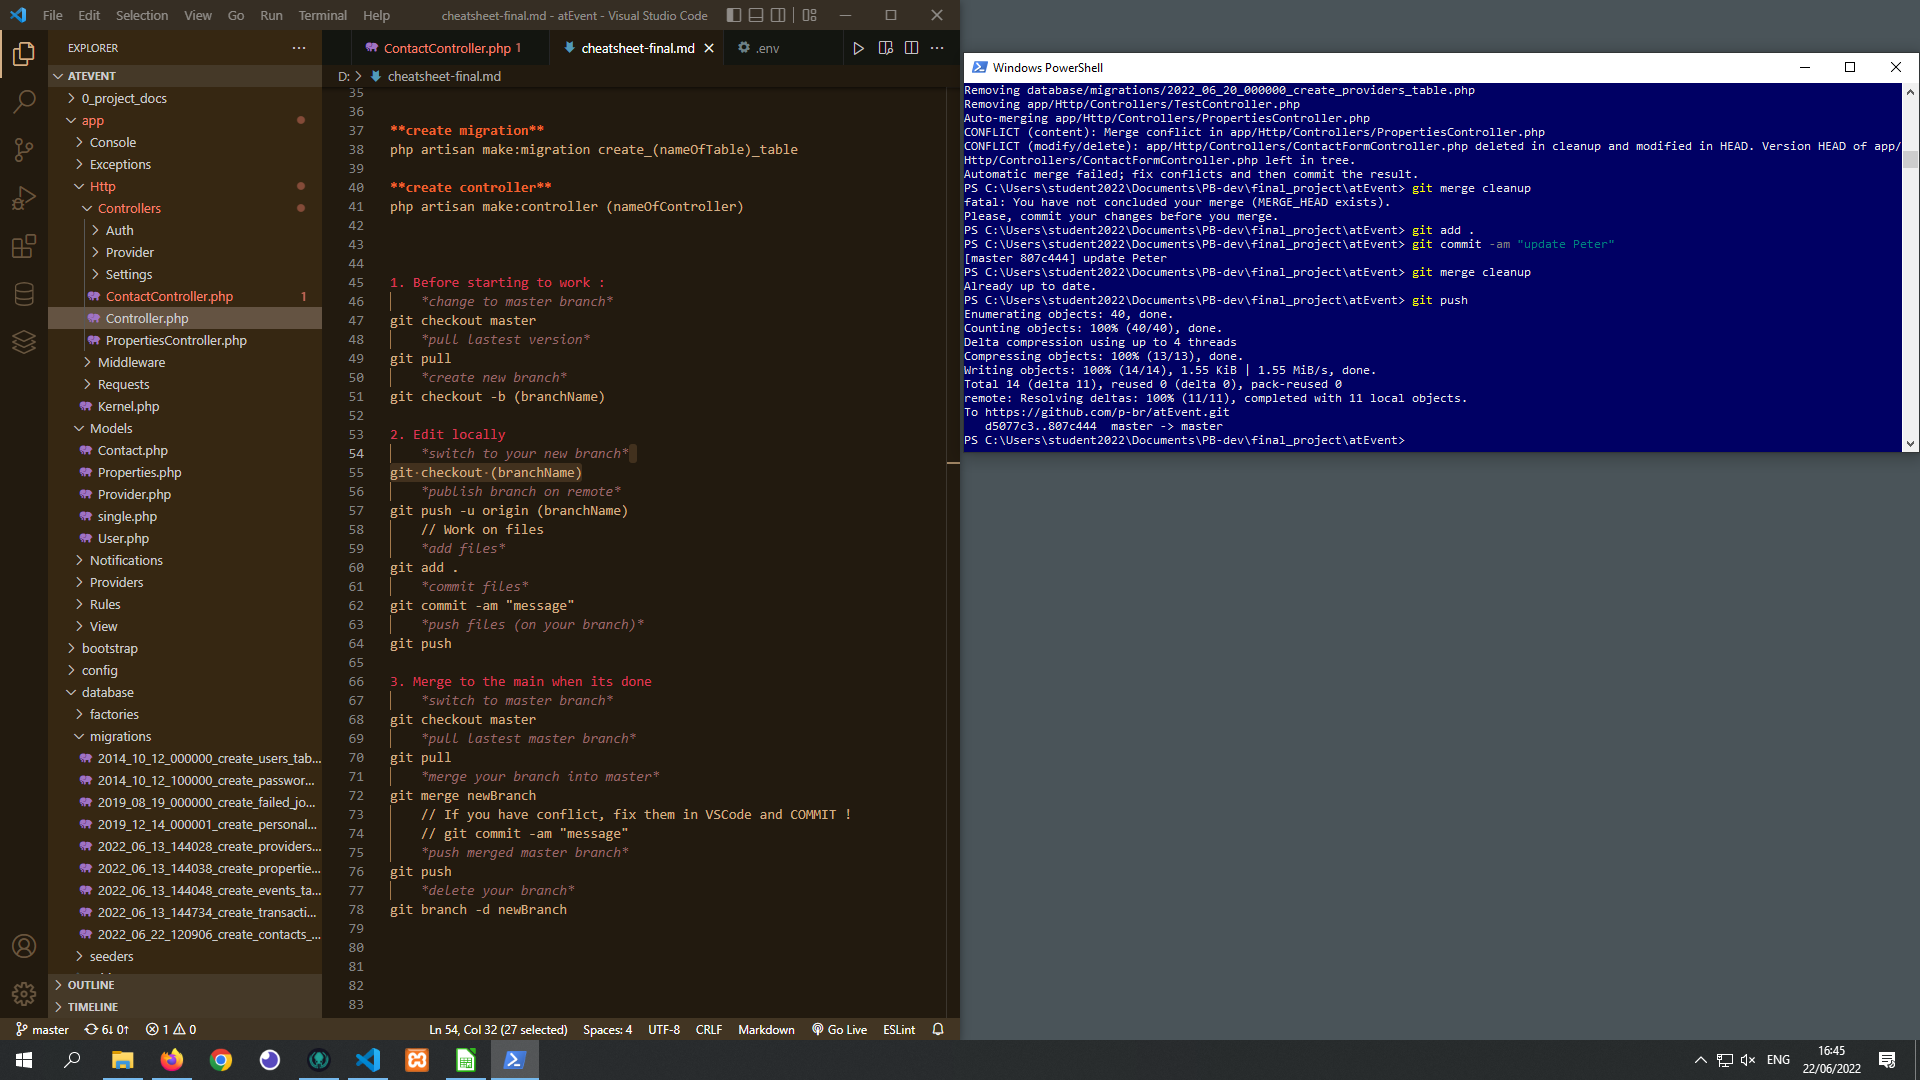 File Edit Selection View Go Run Terminal Help
cheatsheet-final.md - atEvent - Visual Studio Code
EXPLORER
ATEVENT
0_project_docs
app
Console
Exceptions
Http
Controllers
Auth
Provider
Settings
ContactController.php 1
Controller.php
PropertiesController.php
Middleware
Requests
Kernel.php
Models
Contact.php
Properties.php
Provider.php
single.php
User.php
Notifications
Providers
Rules
View
bootstrap
config
database
factories
migrations
2014_10_12_000000_create_users_tab...
2014_10_12_100000_create_passwor...
2019_08_19_000000_create_failed_jo...
2019_12_14_000001_create_personal...
2022_06_13_144028_create_providers...
2022_06_13_144038_create_propertie...
2022_06_13_144048_create_events_ta...
2022_06_13_144734_create_transacti...
2022_06_22_120906_create_contacts_...
seeders
OUTLINE
TIMELINE
ContactController.php 1
cheatsheet-final.md
.env
D: > cheatsheet-final.md
35
36
37 **create migration**
38 php artisan make:migration create_(nameOfTable)_table
39
40 **create controller**
41 php artisan make:controller (nameOfController)
42
43
44
45 1. Before starting to work :
46 *change to master branch*
47 git checkout master
48 *pull lastest version*
49 git pull
50 *create new branch*
51 git checkout -b (branchName)
52
53 2. Edit locally
54 *switch to your new branch*
55 git·checkout·(branchName)
56 *publish branch on remote*
57 git push -u origin (branchName)
58 // Work on files
59 *add files*
60 git add .
61 *commit files*
62 git commit -am "message"
63 *push files (on your branch)*
64 git push
65
66 3. Merge to the main when its done
67 *switch to master branch*
68 git checkout master
69 *pull lastest master branch*
70 git pull
71 *merge your branch into master*
72 git merge newBranch
73 // If you have conflict, fix them in VSCode and COMMIT !
74 // git commit -am "message"
75 *push merged master branch*
76 git push
77 *delete your branch*
78 git branch -d newBranch
79
80
81
82
83
master 6↓ 0↑ 1 0
Ln 54, Col 32 (27 selected) Spaces: 4 UTF-8 CRLF Markdown Go Live ESLint
Windows PowerShell
Removing database/migrations/2022_06_20_000000_create_providers_table.php
Removing app/Http/Controllers/TestController.php
Auto-merging app/Http/Controllers/PropertiesController.php
CONFLICT (content): Merge conflict in app/Http/Controllers/PropertiesController.php
CONFLICT (modify/delete): app/Http/Controllers/ContactFormController.php deleted in cleanup and modified in HEAD. Version HEAD of app/
Http/Controllers/ContactFormController.php left in tree.
Automatic merge failed; fix conflicts and then commit the result.
PS C:\Users\student2022\Documents\PB-dev\final_project\atEvent> git merge cleanup
fatal: You have not concluded your merge (MERGE_HEAD exists).
Please, commit your changes before you merge.
PS C:\Users\student2022\Documents\PB-dev\final_project\atEvent> git add .
PS C:\Users\student2022\Documents\PB-dev\final_project\atEvent> git commit -am "update Peter"
[master 807c444] update Peter
PS C:\Users\student2022\Documents\PB-dev\final_project\atEvent> git merge cleanup
Already up to date.
PS C:\Users\student2022\Documents\PB-dev\final_project\atEvent> git push
Enumerating objects: 40, done.
Counting objects: 100% (40/40), done.
Delta compression using up to 4 threads
Compressing objects: 100% (13/13), done.
Writing objects: 100% (14/14), 1.55 KiB | 1.55 MiB/s, done.
Total 14 (delta 11), reused 0 (delta 0), pack-reused 0
remote: Resolving deltas: 100% (11/11), completed with 11 local objects.
To https://github.com/p-br/atEvent.git
d5077c3..807c444 master -> master
PS C:\Users\student2022\Documents\PB-dev\final_project\atEvent>
ENG
16:45
22/06/2022